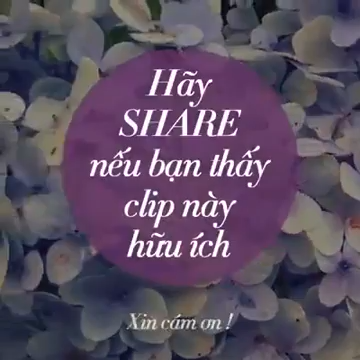 Hãy
SHARE
nếu bạn thấy
clip này
hữu ích
Xin cám ơn !